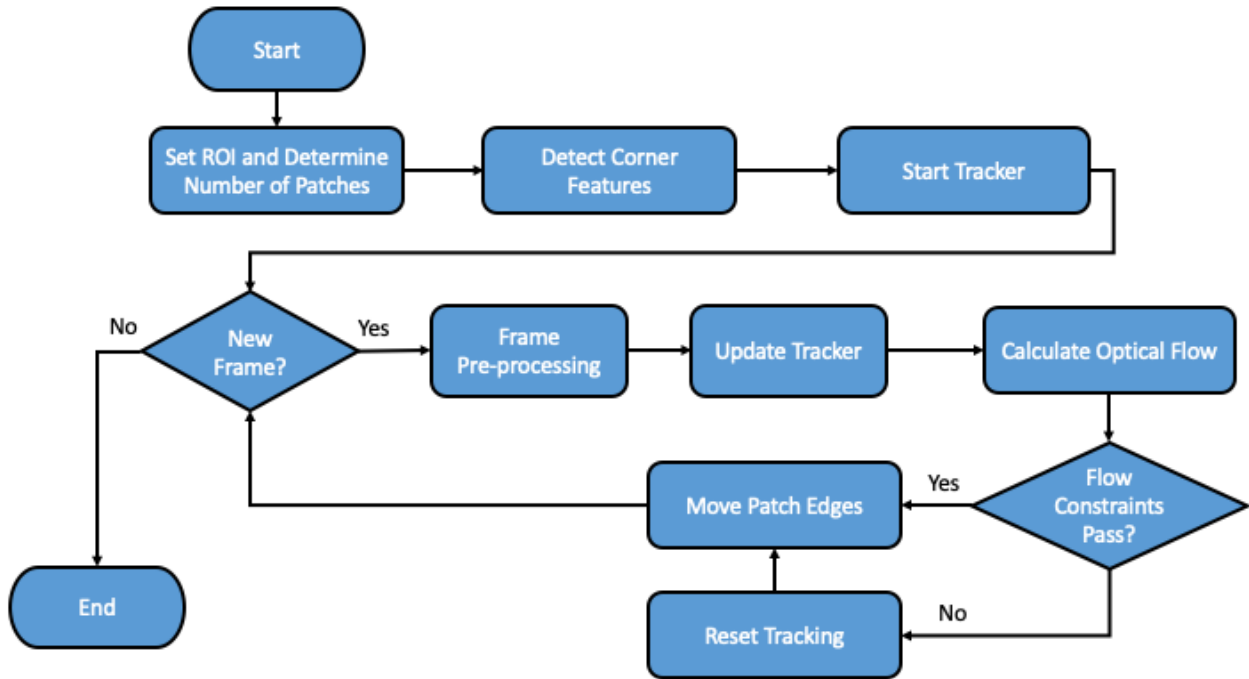 Start
Set ROI and Determine
Number of Patches
Detect Corner
Features
Start Tracker
No
New
Frame?
Yes
Frame
Pre-processing
Update Tracker
Calculate Optical Flow
Move Patch Edges
Yes
Flow
Constraints
Pass?
End
Reset Tracking
No